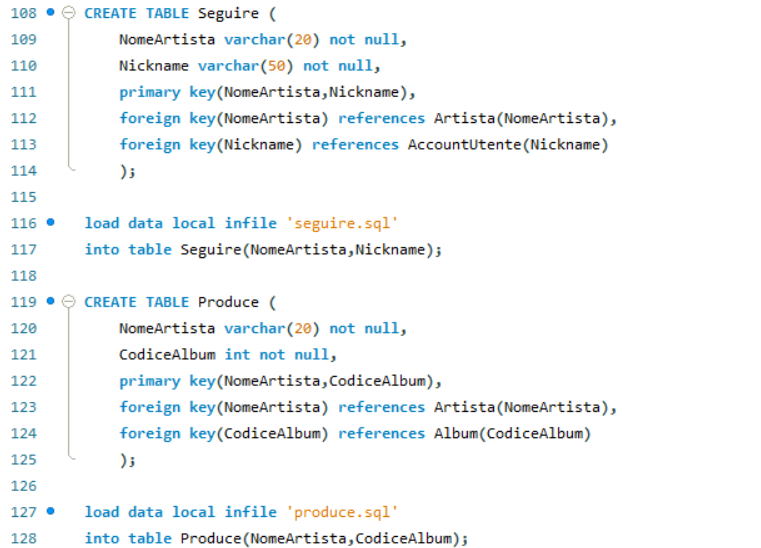 108 CREATE TABLE Seguire (
109 NomeArtista varchar(20) not null,
110 Nickname varchar(50) not null,
111 primary key(NomeArtista,Nickname),
112 foreign key(NomeArtista) references Artista(NomeArtista),
113 foreign key(Nickname) references AccountUtente(Nickname)
114 );
115
116 load data local infile 'seguire.sql'
117 into table Seguire(NomeArtista,Nickname);
118
119 CREATE TABLE Produce (
120 NomeArtista varchar(20) not null,
121 CodiceAlbum int not null,
122 primary key(NomeArtista,CodiceAlbum),
123 foreign key(NomeArtista) references Artista(NomeArtista),
124 foreign key(CodiceAlbum) references Album(CodiceAlbum)
125 );
126
127 load data local infile 'produce.sql'
128 into table Produce(NomeArtista,CodiceAlbum);